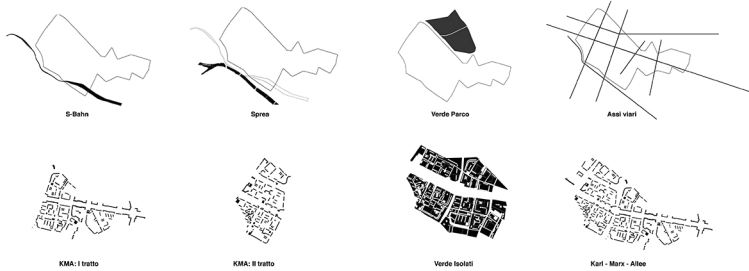 S-Bahn
Sprea
Verde Parco
Assi viari
KMA: I tratto
KMA: II tratto
Verde Isolati
Karl - Marx - Allee